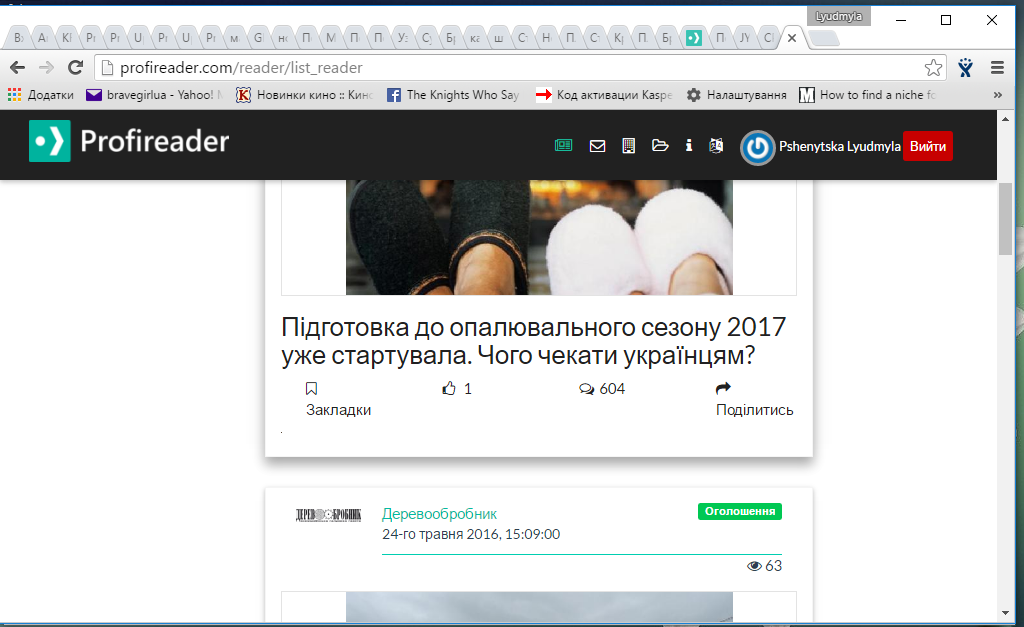 Lyudmyla
profireader.com/reader/list_reader
Додатки
bravegirlua - Yahoo!
Новинки кино :: Кин
The Knights Who Say
Код активации Kaspe
Налаштування
How to find a niche fo
Profireader
Pshenytska Lyudmyla
Выйти
Підготовка до опалювального сезону 2017
уже стартувала. Чого чекати українцям?
1
604
Закладки
Поділитись
ДЕРЕВООБРОБНИК
Деревообробник
Оголошення
24-го травня 2016, 15:09:00
63